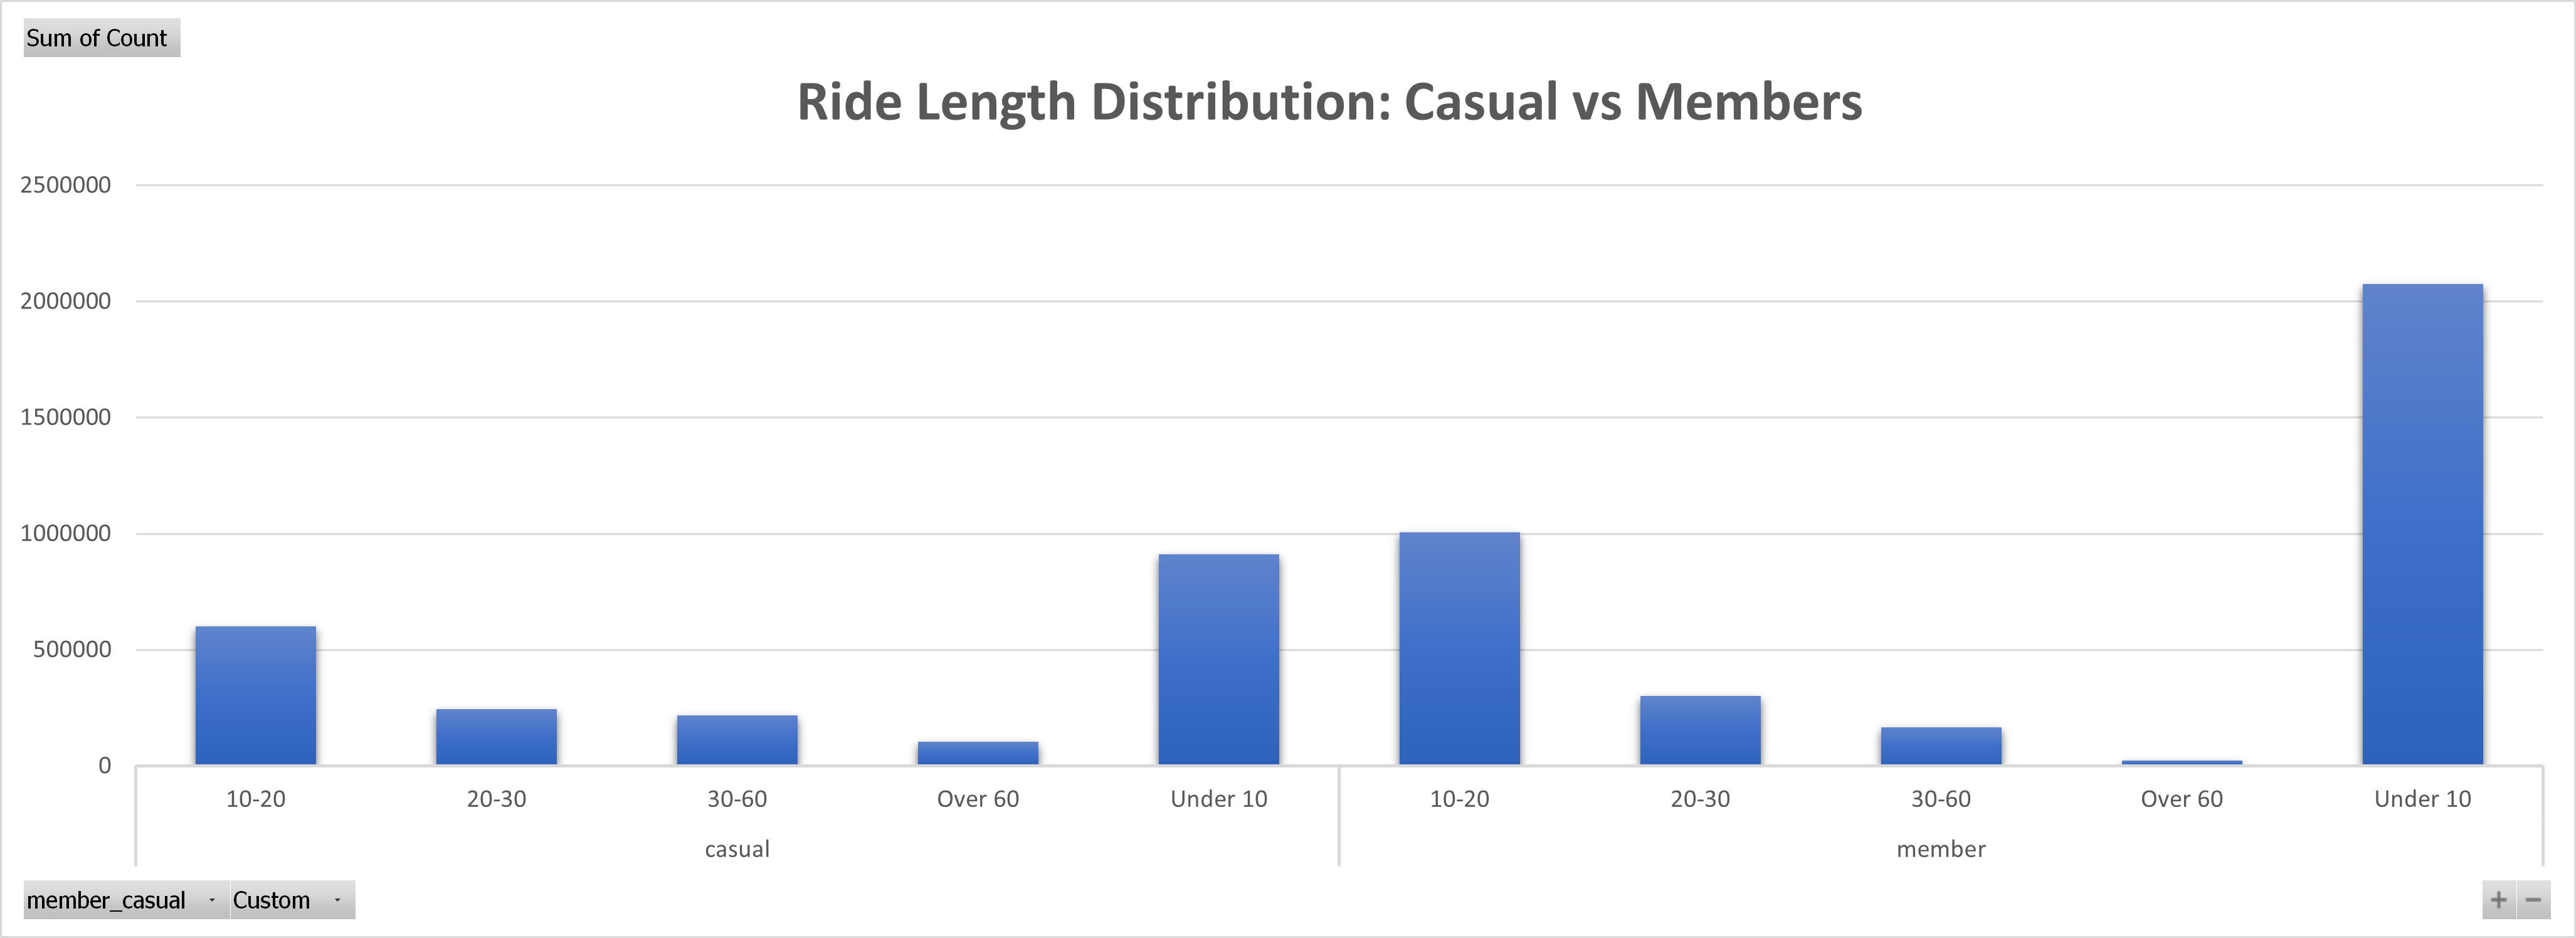 Sum of Count
Ride Length Distribution: Casual vs Members
2500000
2000000
1500000
1000000
500000
0
10-20 20-30 30-60 Over 60 Under 10 10-20 20-30 30-60 Over 60 Under 10
casual member
member_casual Custom
+ −